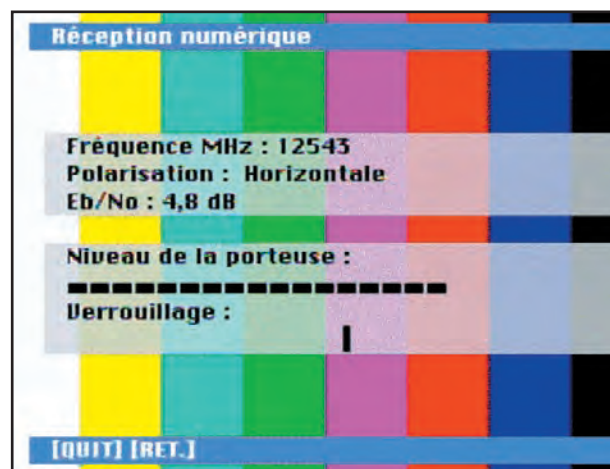 Réception numérique
Fréquence MHz : 12543
Polarisation : Horizontale
Eb/No : 4,8 dB
Niveau de la porteuse :
Verrouillage :
[QUIT] [RET.]